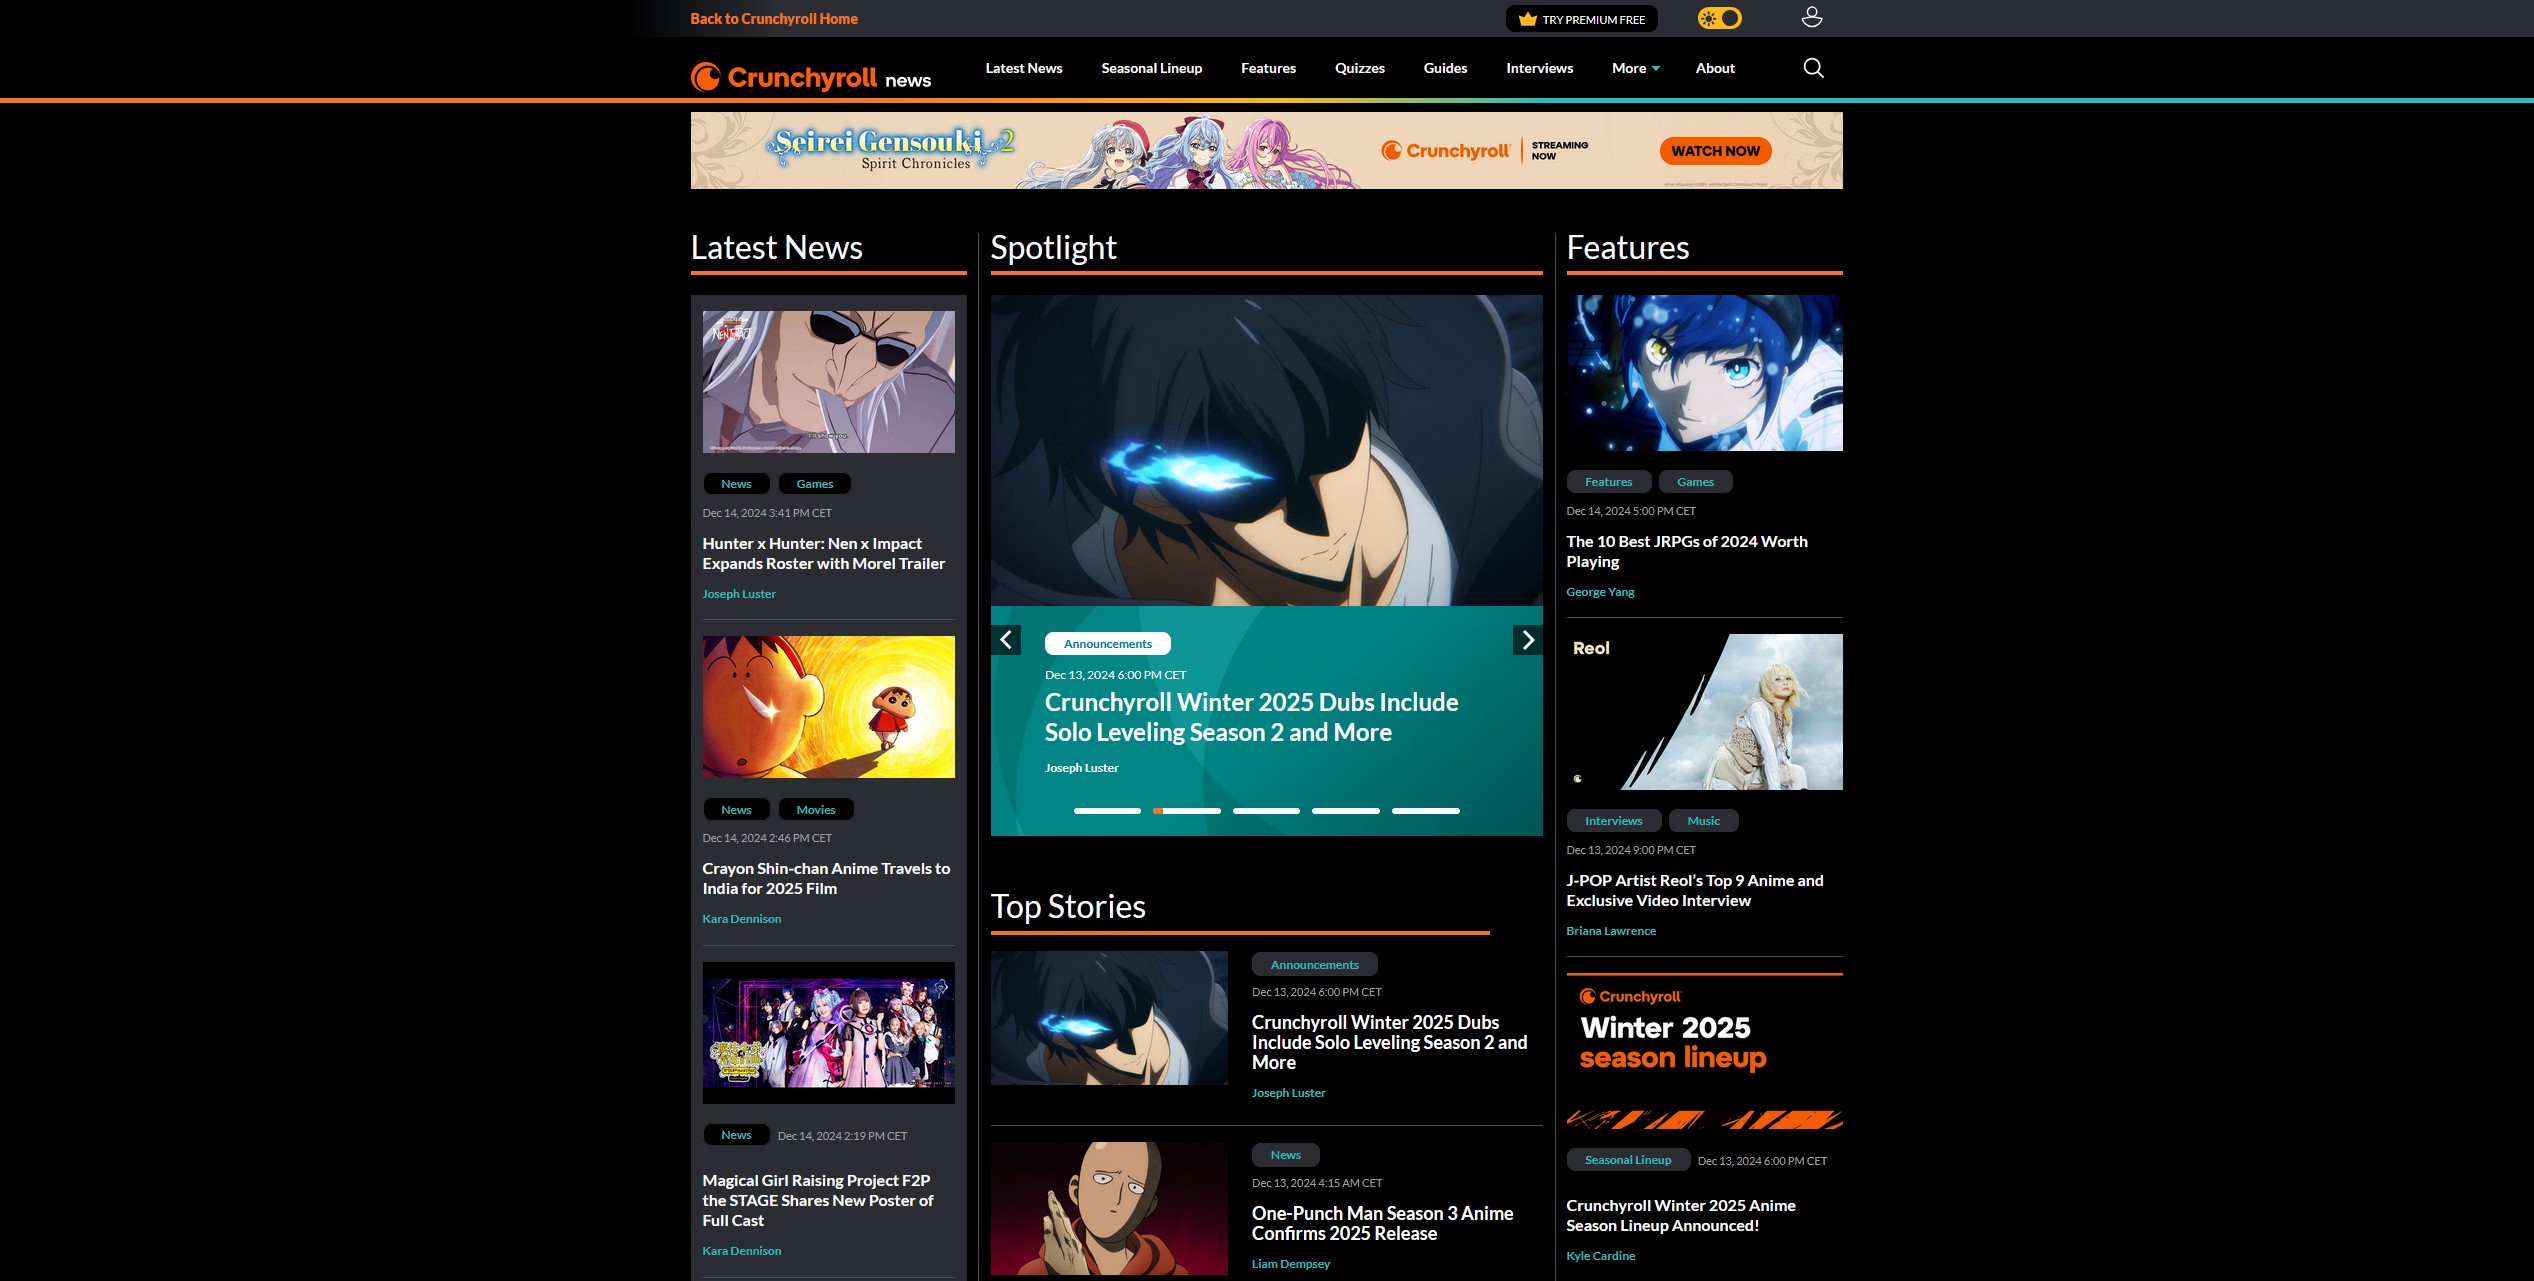 Back to Crunchyroll Home
TRY PREMIUM FREE
Crunchyroll news
Latest News
Seasonal Lineup
Features
Quizzes
Guides
Interviews
More
About
Seirei Gensouki 2
Spirit Chronicles
Crunchyroll
STREAMING
NOW
WATCH NOW
Latest News
I'll show you.
News
Games
Dec 14, 2024 3:41 PM CET
Hunter x Hunter: Nen x Impact
Expands Roster with Morel Trailer
Joseph Luster
News
Movies
Dec 14, 2024 2:46 PM CET
Crayon Shin-chan Anime Travels to
India for 2025 Film
Kara Dennison
News
Dec 14, 2024 2:19 PM CET
Magical Girl Raising Project F2P
the STAGE Shares New Poster of
Full Cast
Kara Dennison
Spotlight
Announcements
Dec 13, 2024 6:00 PM CET
Crunchyroll Winter 2025 Dubs Include
Solo Leveling Season 2 and More
Joseph Luster
Top Stories
Announcements
Dec 13, 2024 6:00 PM CET
Crunchyroll Winter 2025 Dubs
Include Solo Leveling Season 2 and
More
Joseph Luster
News
Dec 13, 2024 4:15 AM CET
One-Punch Man Season 3 Anime
Confirms 2025 Release
Liam Dempsey
Features
Features
Games
Dec 14, 2024 5:00 PM CET
The 10 Best JRPGs of 2024 Worth
Playing
George Yang
Reol
Interviews
Music
Dec 13, 2024 9:00 PM CET
J-POP Artist Reol’s Top 9 Anime and
Exclusive Video Interview
Briana Lawrence
Crunchyroll
Winter 2025
season lineup
Seasonal Lineup
Dec 13, 2024 6:00 PM CET
Crunchyroll Winter 2025 Anime
Season Lineup Announced!
Kyle Cardine